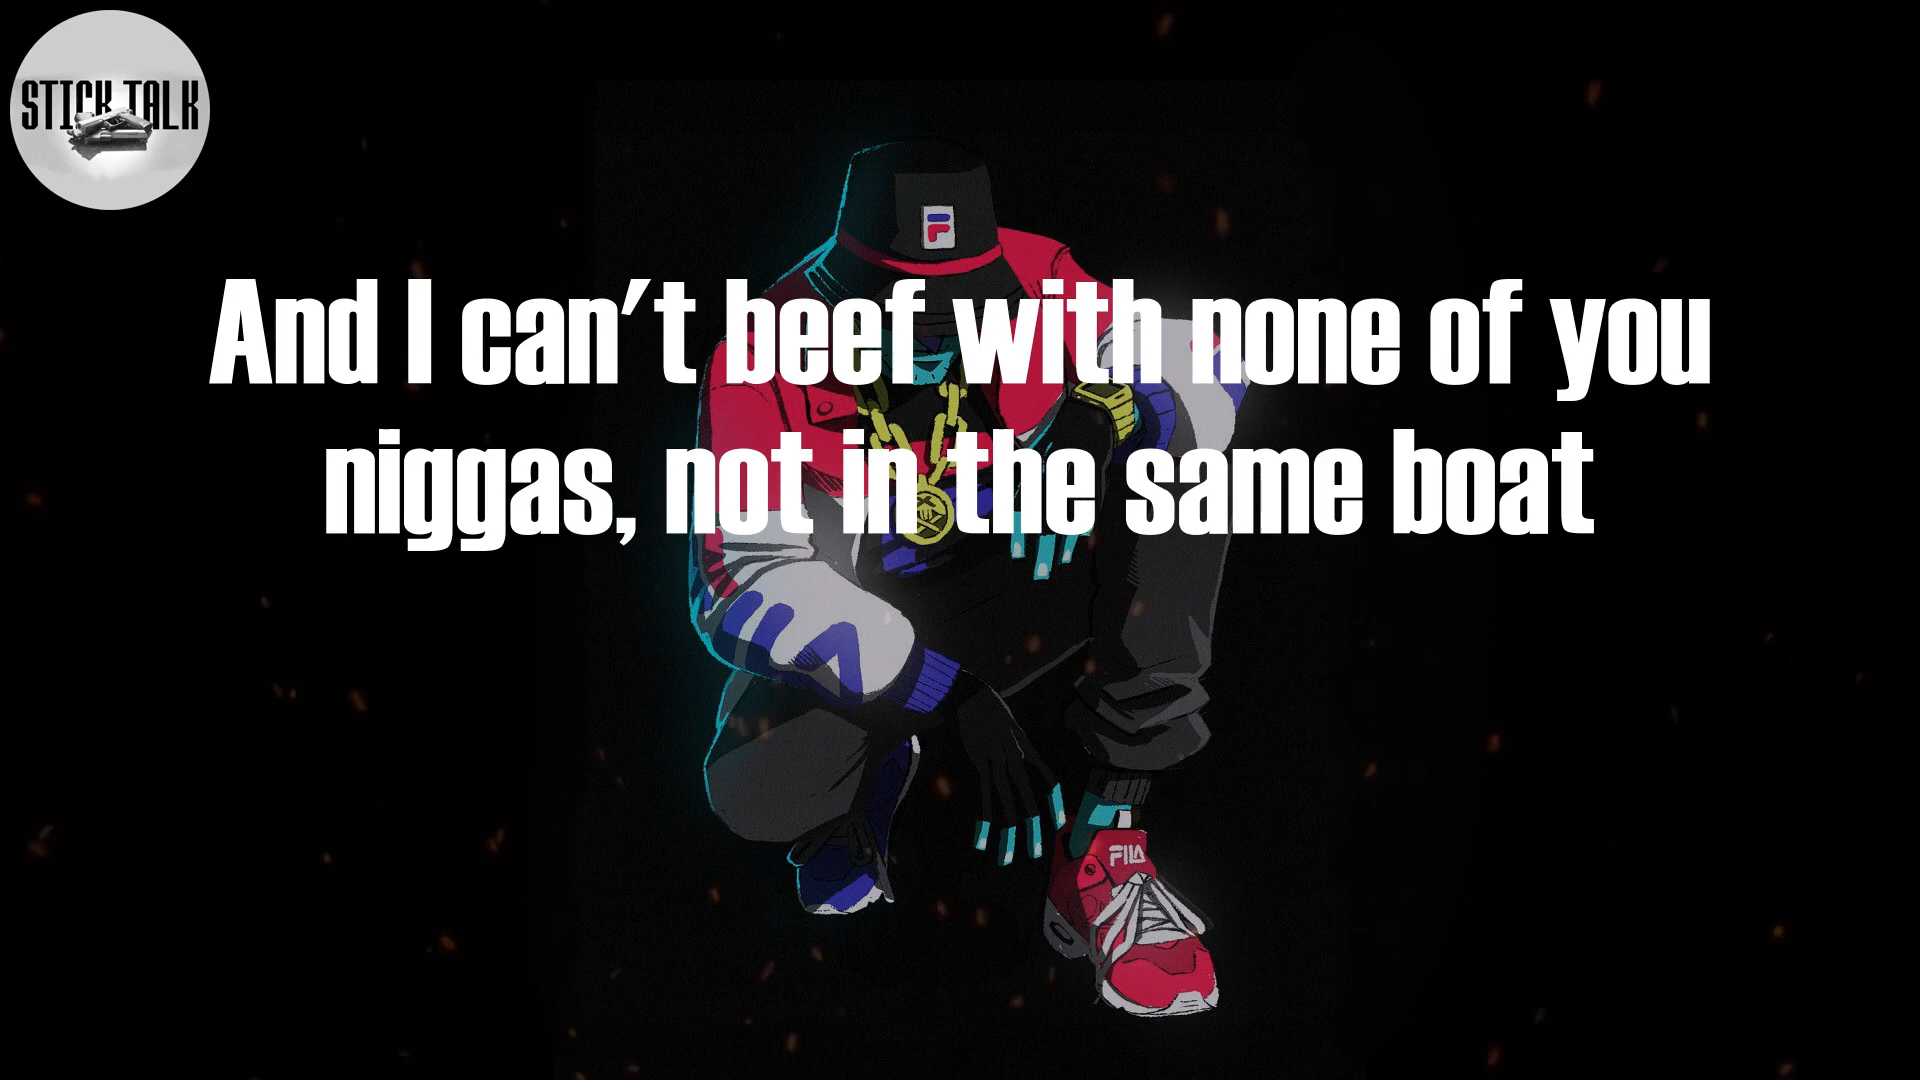 STICK TALK
And I can't beef with none of you
niggas, not in the same boat
FILA